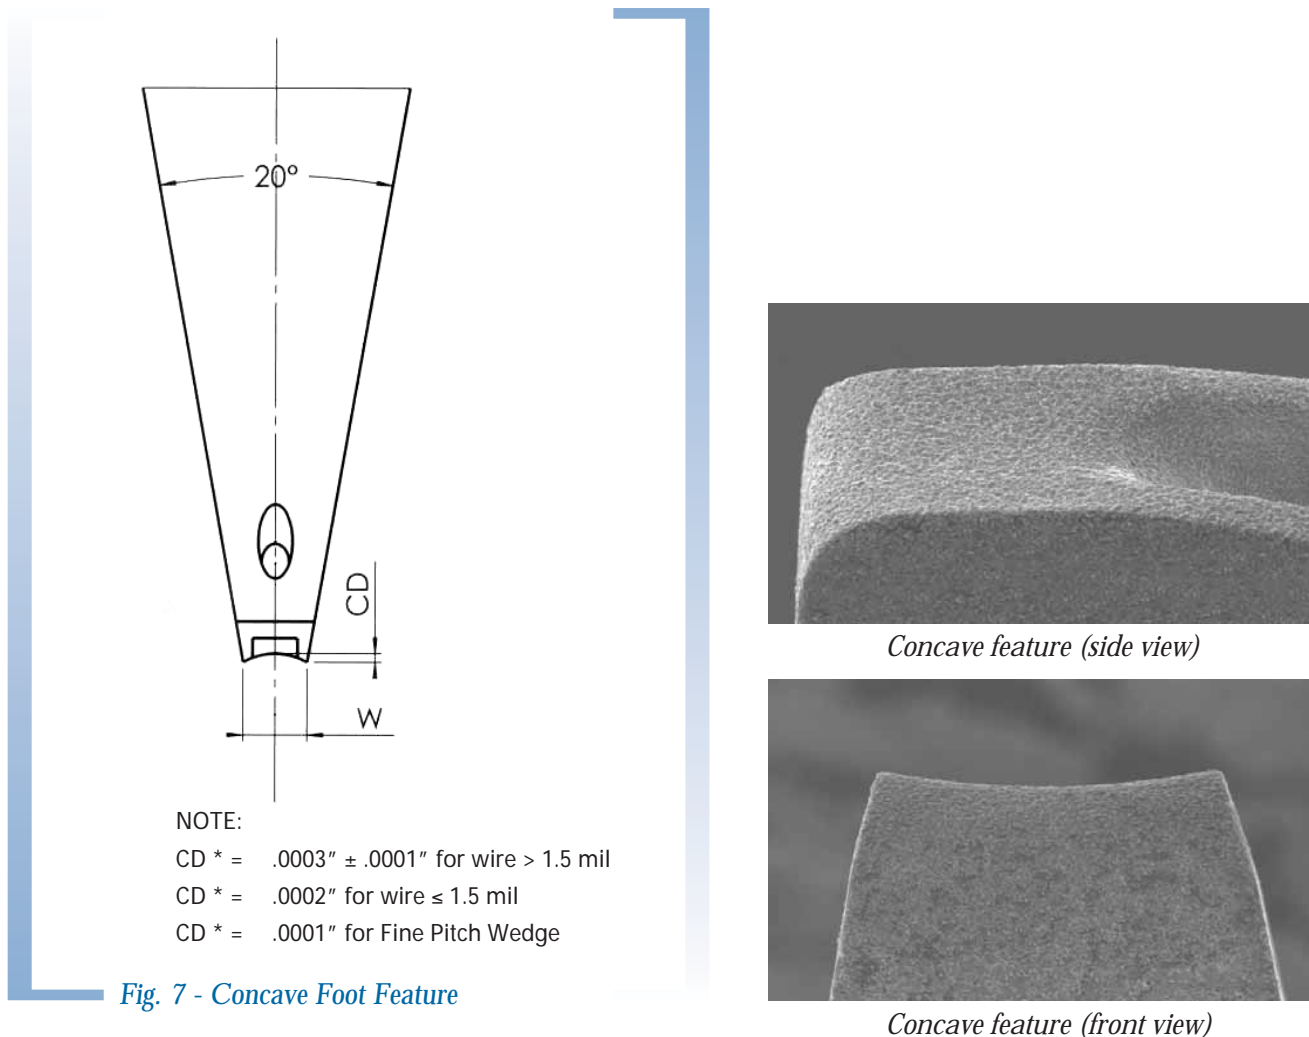 20°
CD
W
NOTE:
CD * = .0003" ± .0001" for wire > 1.5 mil
CD * = .0002" for wire ≤ 1.5 mil
CD * = .0001" for Fine Pitch Wedge
Fig. 7 - Concave Foot Feature
Concave feature (side view)
Concave feature (front view)